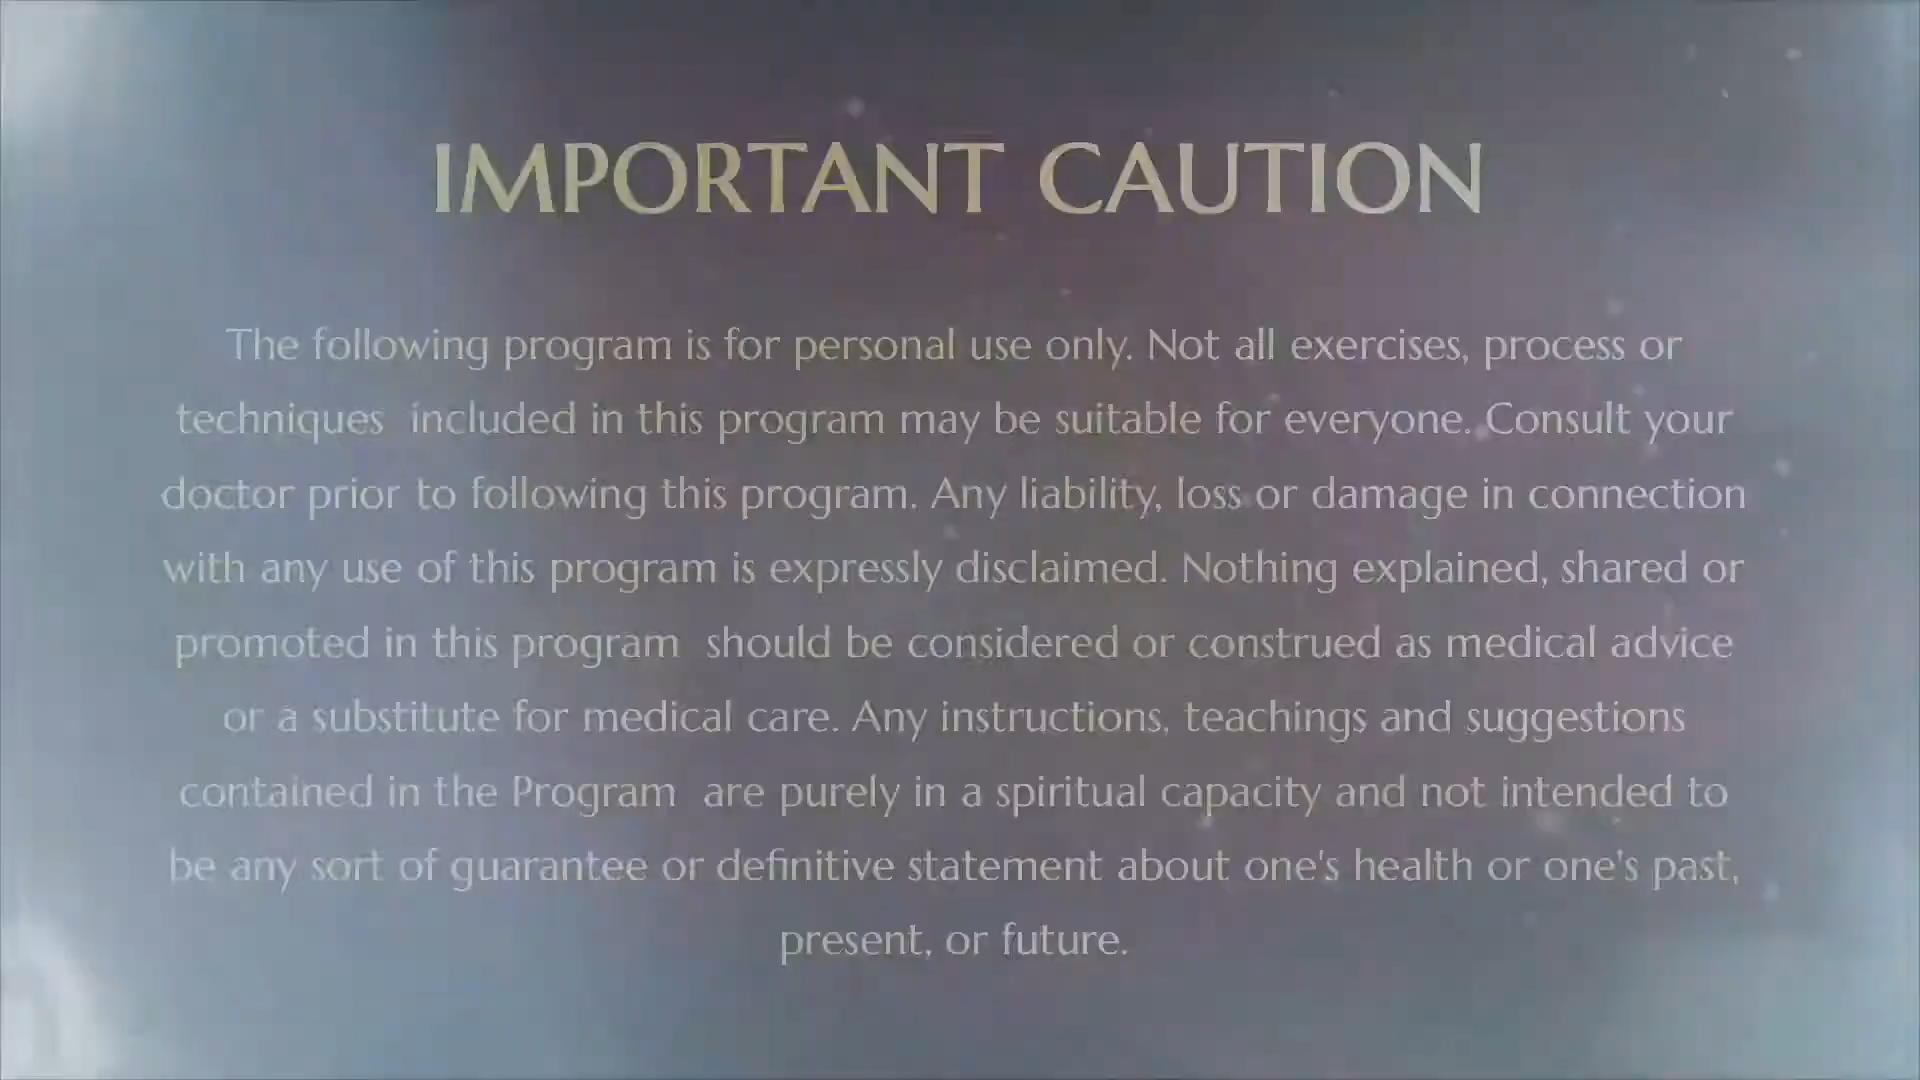 IMPORTANT CAUTION
The following program is for personal use only. Not all exercises, process or
techniques included in this program may be suitable for everyone. Consult your
doctor prior to following this program. Any liability, loss or damage in connection
with any use of this program is expressly disclaimed. Nothing explained, shared or
promoted in this program should be considered or construed as medical advice
or a substitute for medical care. Any instructions, teachings and suggestions
contained in the Program are purely in a spiritual capacity and not intended to
be any sort of guarantee or definitive statement about one's health or one's past,
present, or future.